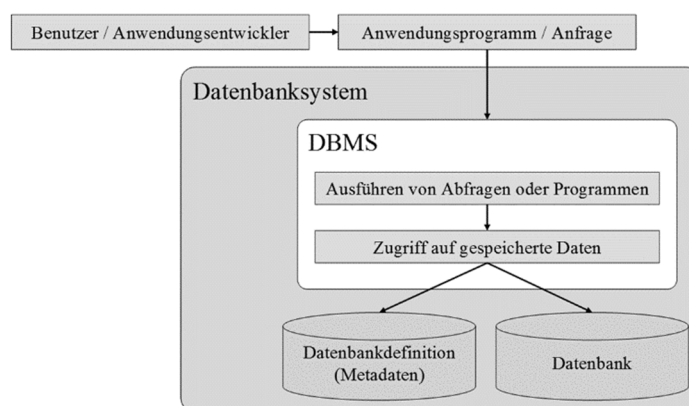 Benutzer / Anwendungsentwickler
Anwendungsprogramm / Anfrage
Datenbanksystem
DBMS
Ausführen von Abfragen oder Programmen
Zugriff auf gespeicherte Daten
Datenbankdefinition
(Metadaten)
Datenbank